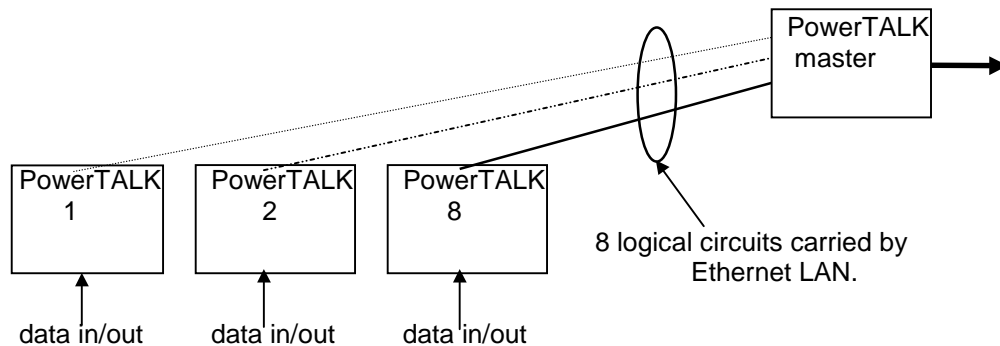 PowerTALK
master
PowerTALK
1
PowerTALK
2
PowerTALK
8
8 logical circuits carried by
Ethernet LAN.
data in/out
data in/out
data in/out